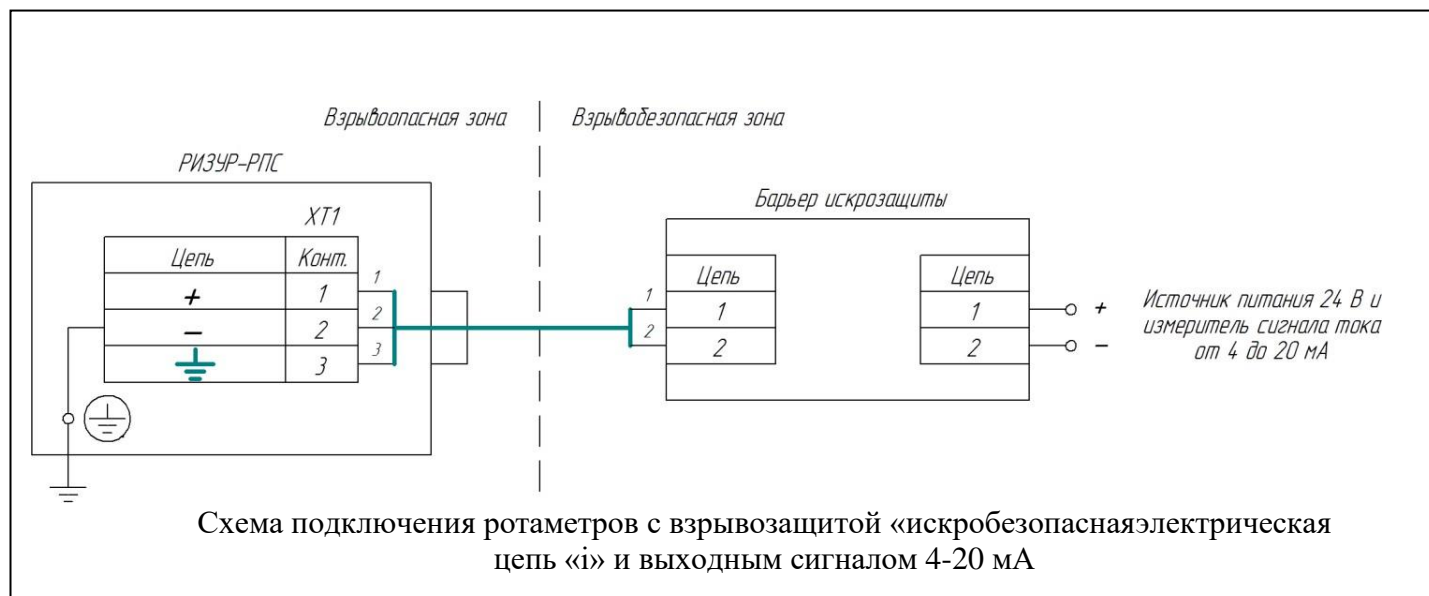 Взрывоопасная зона
Взрывобезопасная зона
РИЗУР-РПС
ХТ1
Цепь Конт.
+ 1
− 2
3
1
2
3
Барьер искрозащиты
1
2
Цепь
1
2
Цепь
1
2
+
−
Источник питания 24 В и
измеритель сигнала тока
от 4 до 20 мА
Схема подключения ротаметров с взрывозащитой «искробезопаснаяэлектрическая
цепь «i» и выходным сигналом 4-20 мА